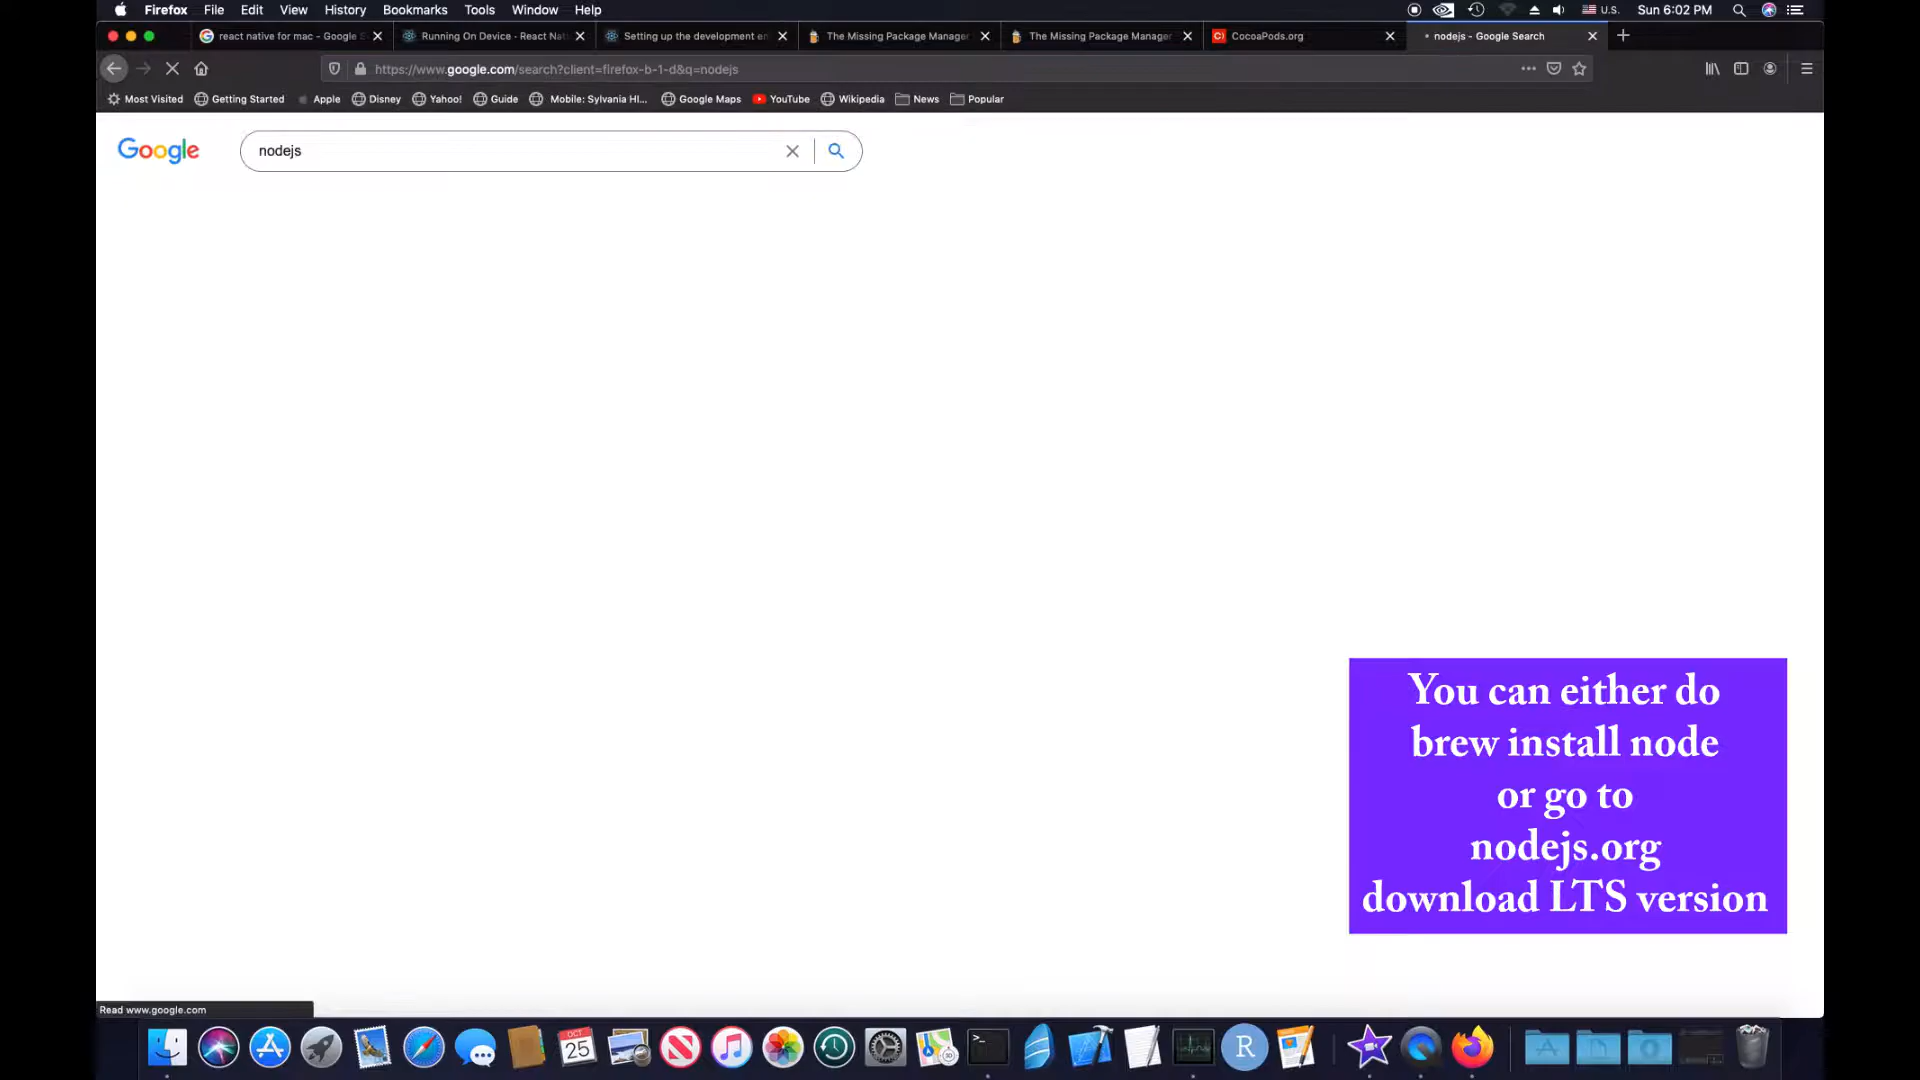 Firefox File Edit View History Bookmarks Tools Window Help U.S. Sun 6:02 PM
react native for mac - Google S Running On Device · React Nat Setting up the development en The Missing Package Manager The Missing Package Manager CocoaPods.org nodejs - Google Search
https://www.google.com/search?client=firefox-b-1-d&q=nodejs
Most Visited Getting Started Apple Disney Yahoo! Guide Mobile: Sylvania HI... Google Maps YouTube Wikipedia News Popular
Google nodejs
You can either do
brew install node
or go to
nodejs.org
download LTS version
Read www.google.com
OCT
25
R